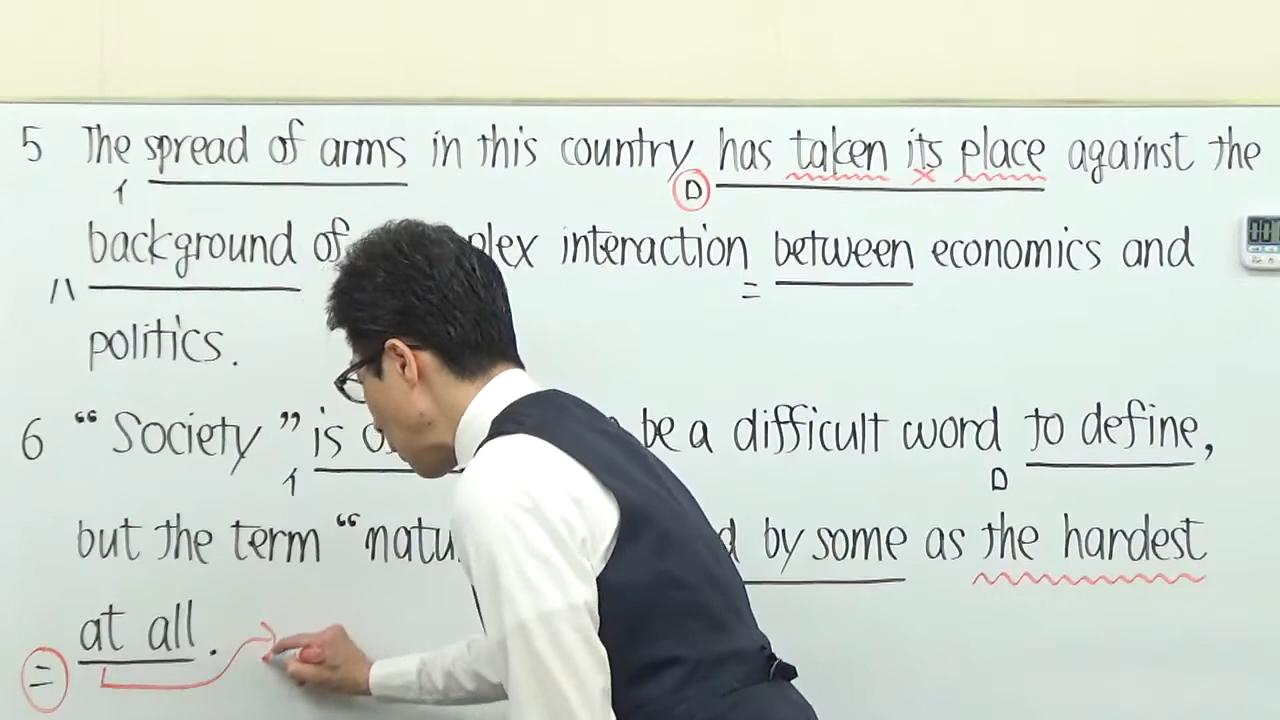 5 The spread of arms in this country has taken its place against the
イ ロ
background of interaction between economics and
ハ ニ
politics.
6 “Society” is be a difficult word to define,
イ ロ
but the term “ by some as the hardest
at all.
ニ